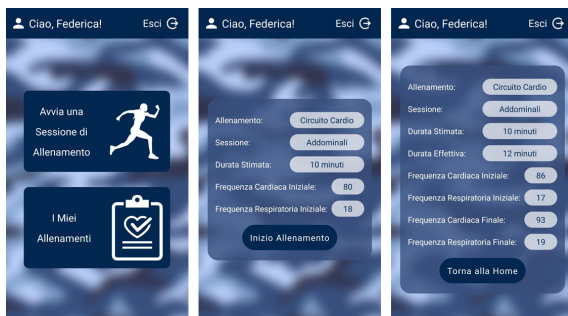 Ciao, Federica! Esci
Avvia una
Sessione di
Allenamento
I Miei
Allenamenti
Ciao, Federica! Esci
Allenamento: Circuito Cardio
Sessione: Addominali
Durata Stimata: 10 minuti
Frequenza Cardiaca Iniziale: 80
Frequenza Respiratoria Iniziale: 18
Inizio Allenamento
Ciao, Federica! Esci
Allenamento: Circuito Cardio
Sessione: Addominali
Durata Stimata: 10 minuti
Durata Effettiva: 12 minuti
Frequenza Cardiaca Iniziale: 86
Frequenza Respiratoria Iniziale: 17
Frequenza Cardiaca Finale: 93
Frequenza Respiratoria Finale: 19
Torna alla Home